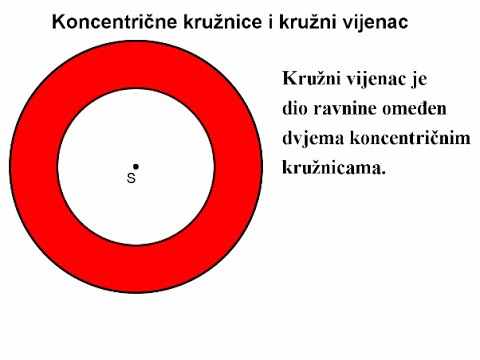 Koncentrične kružnice i kružni vijenac
Kružni vijenac je
dio ravnine omeđen
dvjema koncentričnim
kružnicama.
S